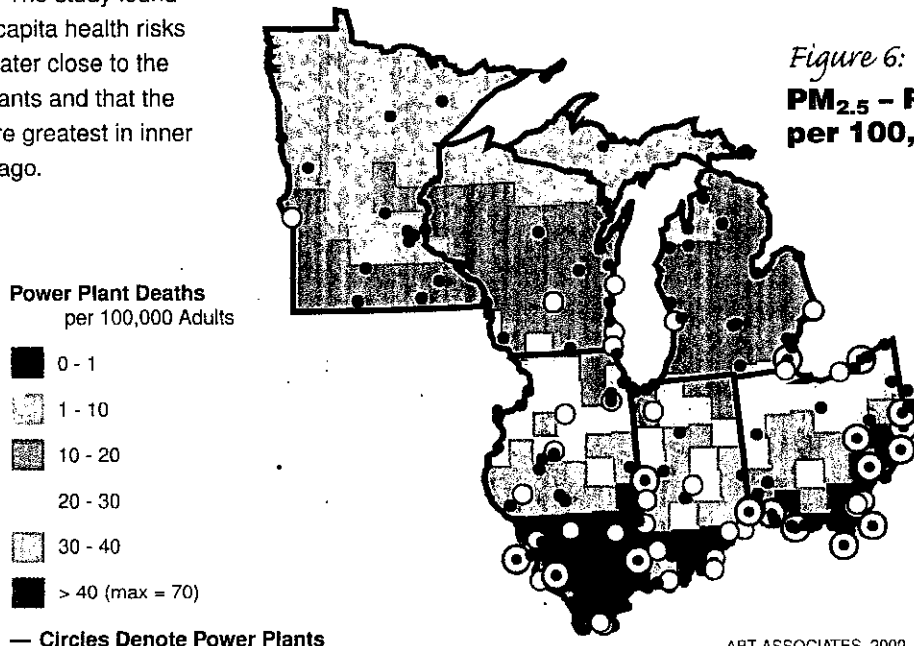 The study found
capita health risks
ater close to the
ants and that the
re greatest in inner
ago.
Figure 6:
PM2.5 – P
per 100,
Power Plant Deaths
per 100,000 Adults
0 - 1
1 - 10
10 - 20
20 - 30
30 - 40
> 40 (max = 70)
— Circles Denote Power Plants
ABT ASSOCIATES, 2000